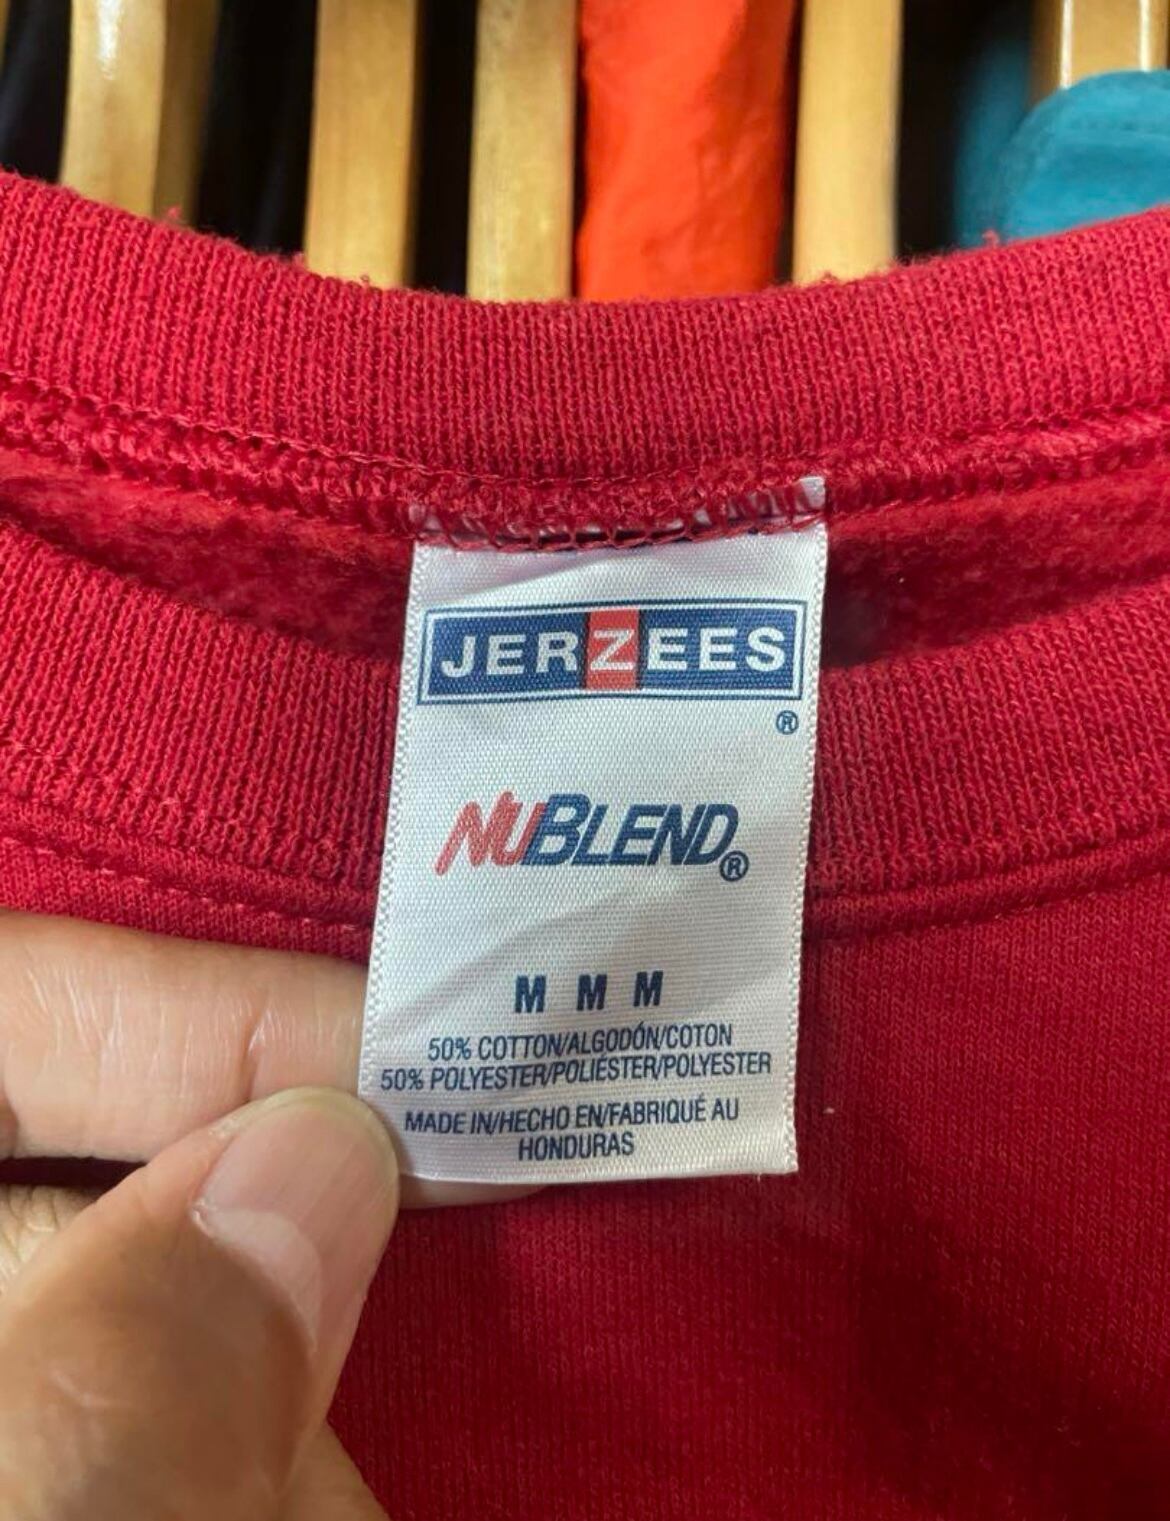 JERZEES
®
NUBLEND®
M M M
50% COTTON/ALGODÓN/COTON
50% POLYESTER/POLIÉSTER/POLYESTER
MADE IN/HECHO EN/FABRIQUÉ AU
HONDURAS